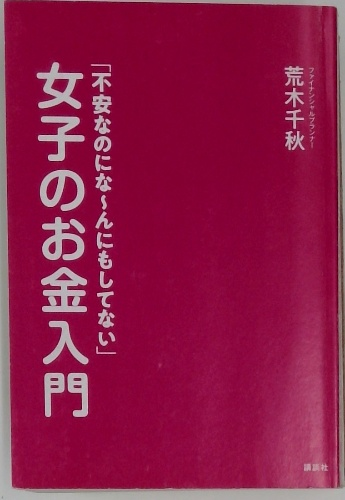 ファイナンシャルプランナー
荒木千秋
「不安なのにな〜んにもしてない」
女子のお金入門
講談社